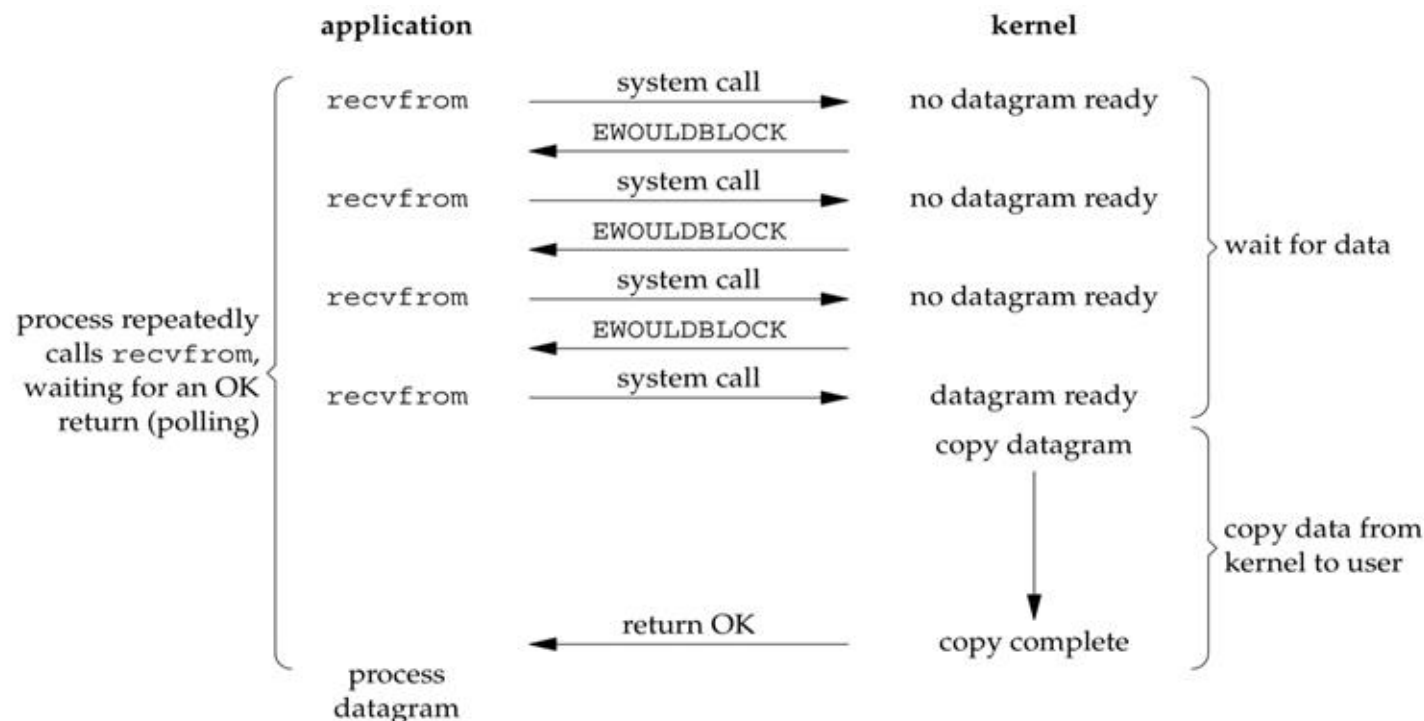 application
kernel
recvfrom
system call
no datagram ready
EWOULDBLOCK
recvfrom
system call
no datagram ready
EWOULDBLOCK
wait for data
recvfrom
system call
no datagram ready
process repeatedly
calls recvfrom,
waiting for an OK
return (polling)
EWOULDBLOCK
recvfrom
system call
datagram ready
copy datagram
copy data from
kernel to user
return OK
copy complete
process
datagram